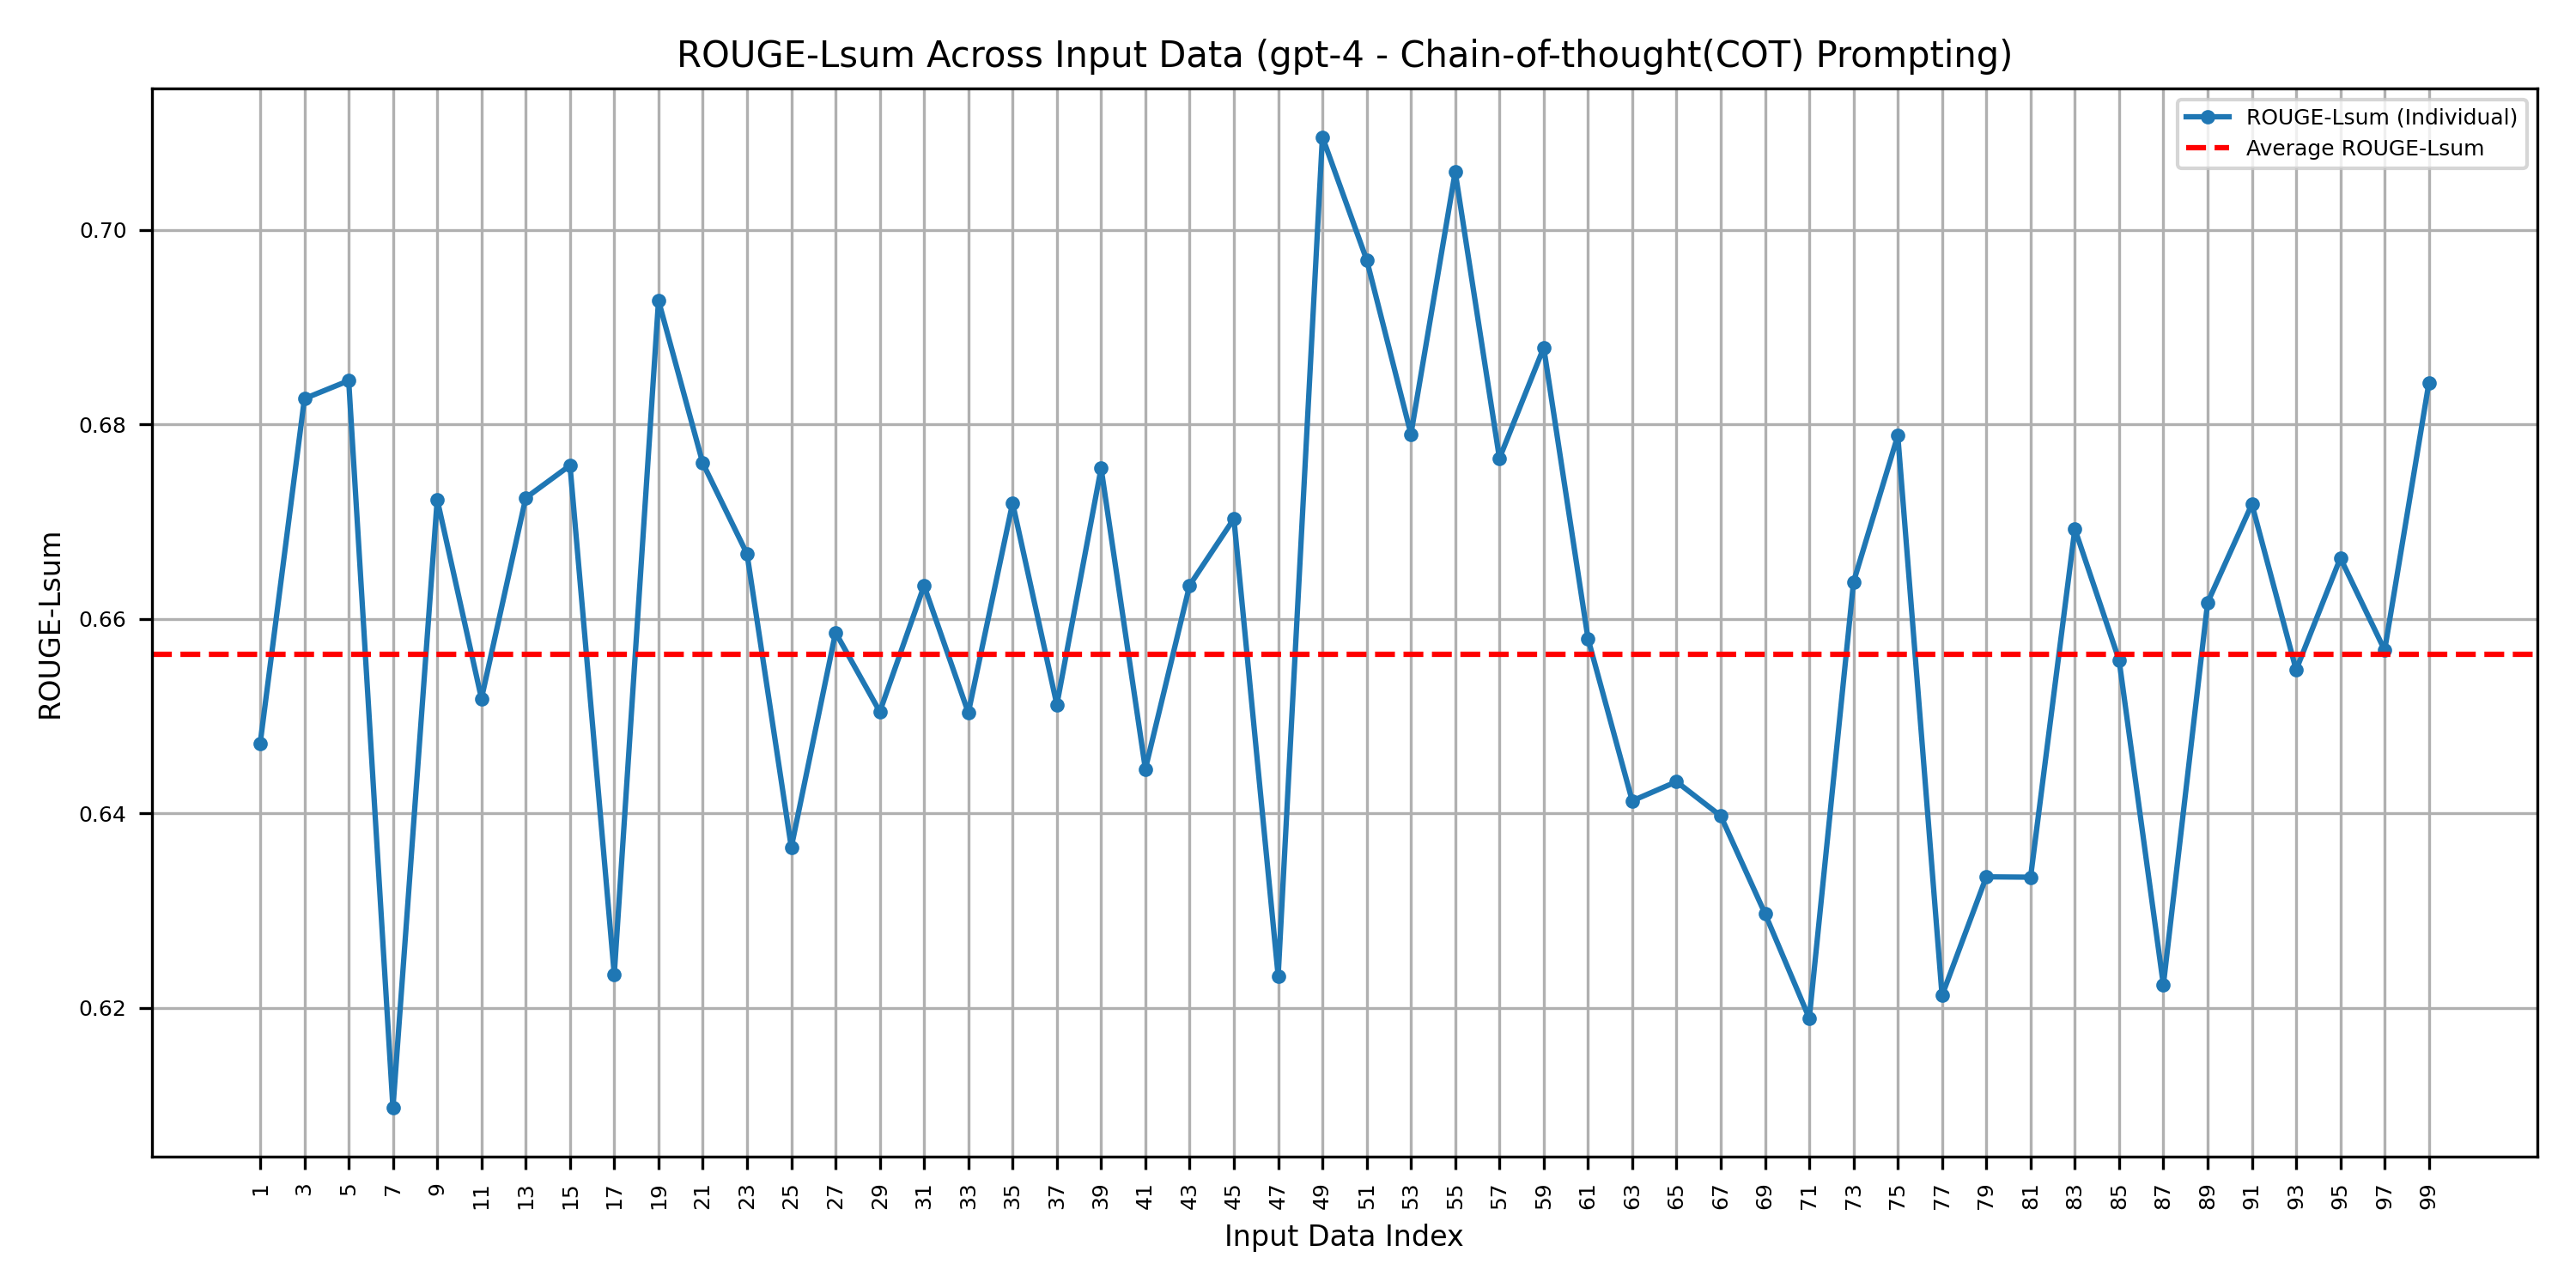 ROUGE-Lsum Across Input Data (gpt-4 - Chain-of-thought(COT) Prompting)
ROUGE-Lsum (Individual)
Average ROUGE-Lsum
ROUGE-Lsum
0.70
0.68
0.66
0.64
0.62
1 3 5 7 9 11 13 15 17 19 21 23 25 27 29 31 33 35 37 39 41 43 45 47 49 51 53 55 57 59 61 63 65 67 69 71 73 75 77 79 81 83 85 87 89 91 93 95 97 99
Input Data Index